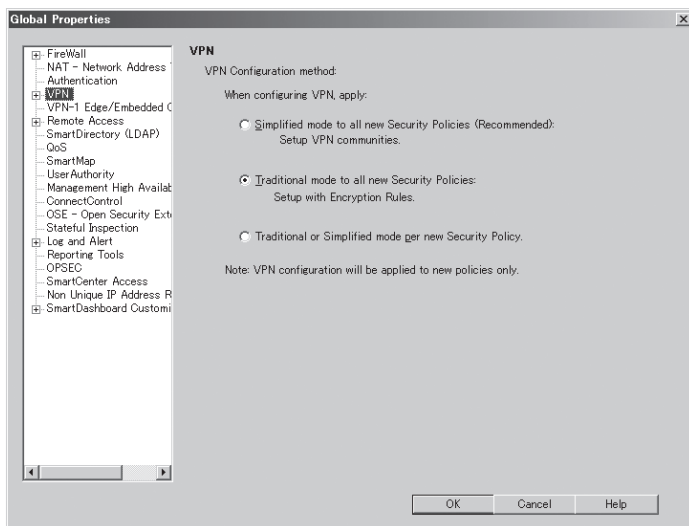 Global Properties
FireWall
NAT - Network Address
Authentication
VPN
VPN-1 Edge/Embedded
Remote Access
SmartDirectory (LDAP)
QoS
SmartMap
UserAuthority
Management High Availab
ConnectControl
OSE - Open Security Exte
Stateful Inspection
Log and Alert
Reporting Tools
OPSEC
SmartCenter Access
Non Unique IP Address R
SmartDashboard Customi
VPN
VPN Configuration method:
When configuring VPN, apply:
Simplified mode to all new Security Policies (Recommended):
Setup VPN communities.
Traditional mode to all new Security Policies:
Setup with Encryption Rules.
Traditional or Simplified mode per new Security Policy.
Note: VPN configuration will be applied to new policies only.
OK
Cancel
Help